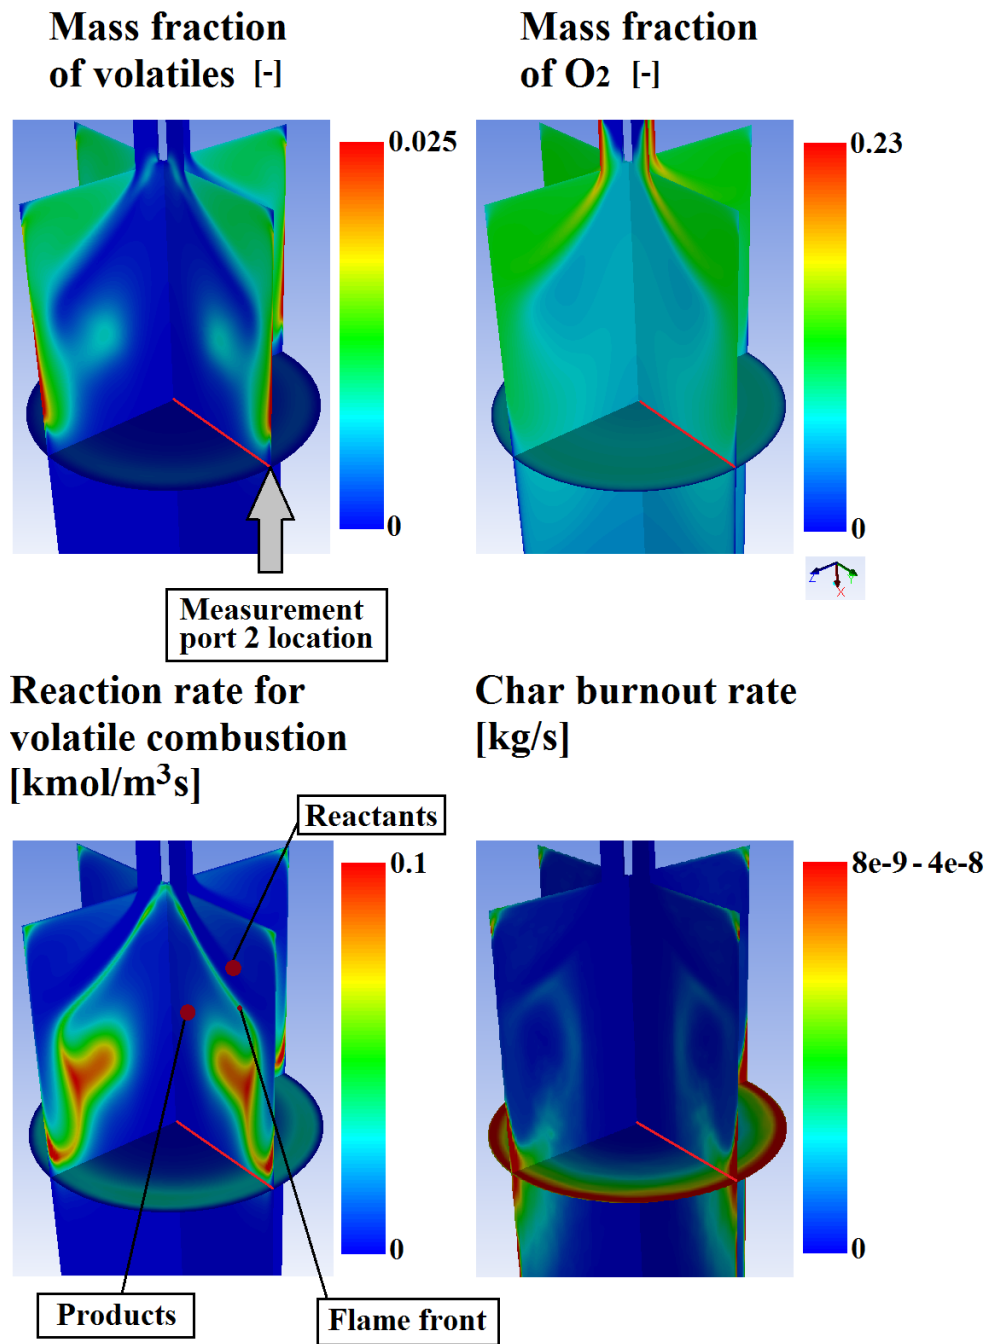 Mass fraction
of volatiles [-]
Mass fraction
of O2 [-]
0.025
0
0.23
0
Z
Y
X
Measurement
port 2 location
Reaction rate for
volatile combustion
[kmol/m³s]
Char burnout rate
[kg/s]
Reactants
0.1
0
8e-9 - 4e-8
0
Products
Flame front